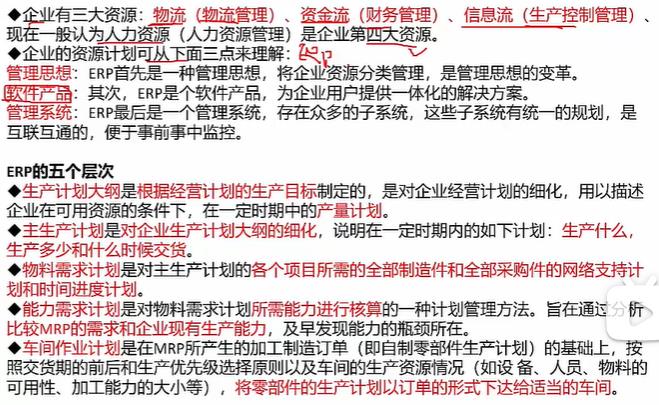 ◆企业有三大资源：物流（物流管理）、资金流（财务管理）、信息流（生产控制管理）、
现在一般认为人力资源（人力资源管理）是企业第四大资源。
◆企业的资源计划可从下面三点来理解：ERP
管理思想：ERP首先是一种管理思想，将企业资源分类管理，是管理思想的变革。
软件产品：其次，ERP是个软件产品，为企业用户提供一体化的解决方案。
管理系统：ERP最后是一个管理系统，存在众多的子系统，这些子系统有统一的规划，是
互联互通的，便于事前事中监控。
ERP的五个层次
◆生产计划大纲是根据经营计划的生产目标制定的，是对企业经营计划的细化，用以描述
企业在可用资源的条件下，在一定时期中的产量计划。
◆主生产计划是对企业生产计划大纲的细化，说明在一定时期内的如下计划：生产什么，
生产多少和什么时候交货。
◆物料需求计划是对主生产计划的各个项目所需的全部制造件和全部采购件的网络支持计
划和时间进度计划。
◆能力需求计划是对物料需求计划所需能力进行核算的一种计划管理方法。旨在通过分析
比较MRP的需求和企业现有生产能力，及早发现能力的瓶颈所在。
◆车间作业计划是在MRP所产生的加工制造订单（即自制零部件生产计划）的基础上，按
照交货期的前后和生产优先级选择原则以及车间的生产资源情况（如设 备、人员、物料的
可用性、加工能力的大小等），将零部件的生产计划以订单的形式下达给适当的车间。